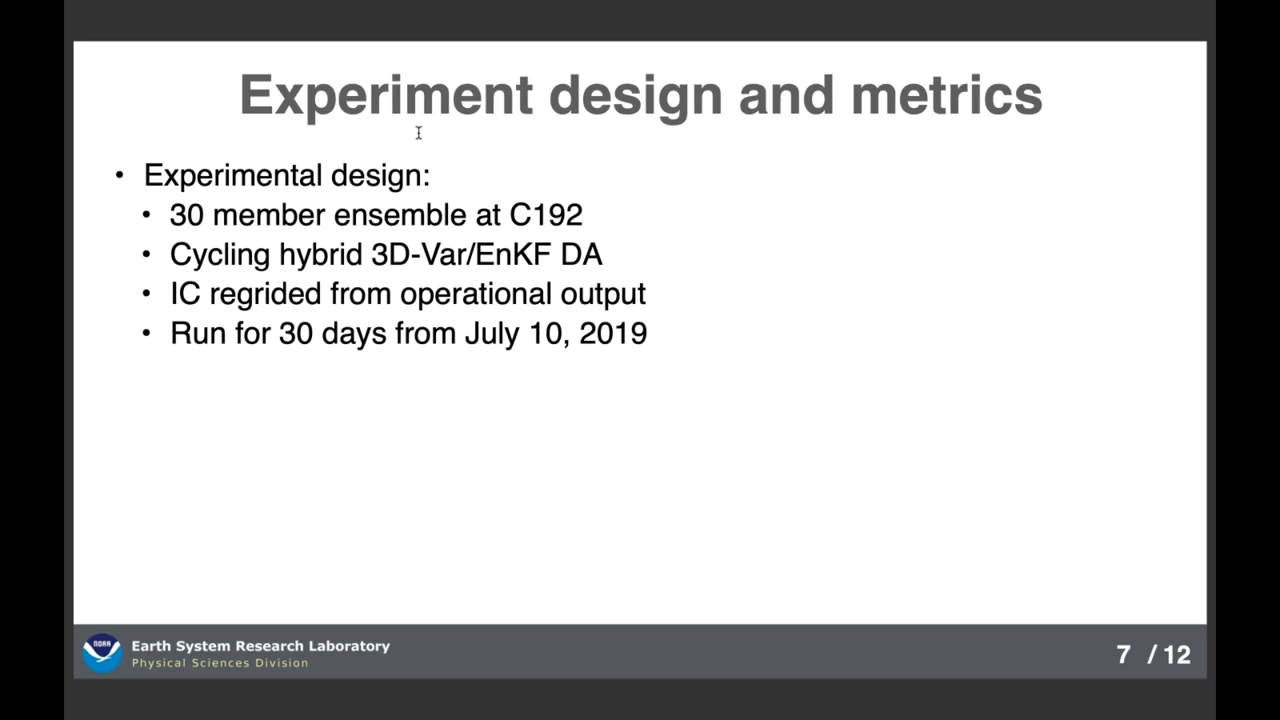 Experiment design and metrics
• Experimental design:
• 30 member ensemble at C192
• Cycling hybrid 3D-Var/EnKF DA
• IC regrided from operational output
• Run for 30 days from July 10, 2019
NOAA
Earth System Research Laboratory
Physical Sciences Division
7 / 12